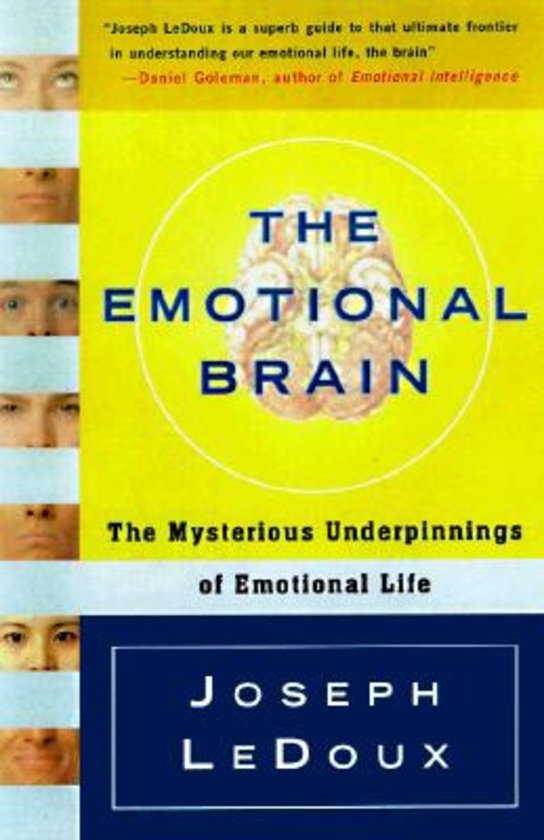 "Joseph LeDoux is a superb guide to that ultimate frontier
in understanding our emotional life, the brain"
—Daniel Goleman, author of Emotional Intelligence
THE
EMOTIONAL
BRAIN
The Mysterious Underpinnings
of Emotional Life
JOSEPH
LEDOUX